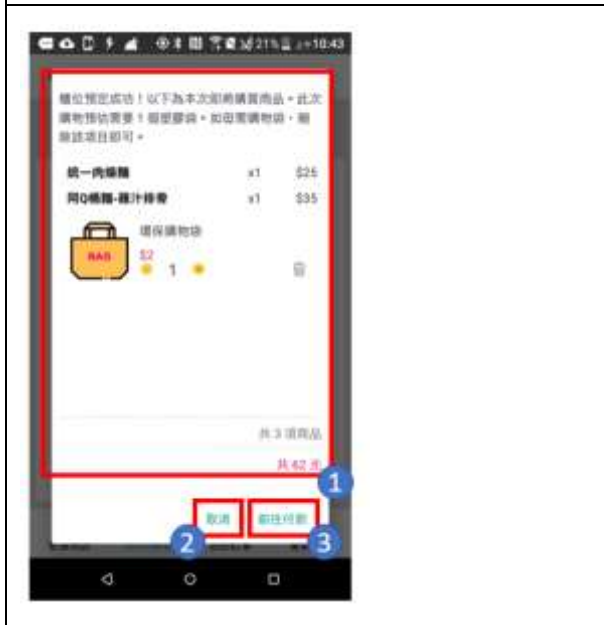 21% 10:43
櫃位預定成功！以下為本次即將購買商品。此次
購物預估需要1個塑膠袋。如毋需購物袋，刪
除該項目即可。
統一肉燥麵 x1 $25
阿Q桶麵-雞汁排骨 x1 $35
環保購物袋
BAG
$2
1
共 3 項商品
共 62 元
1
取消 前往付款
2 3